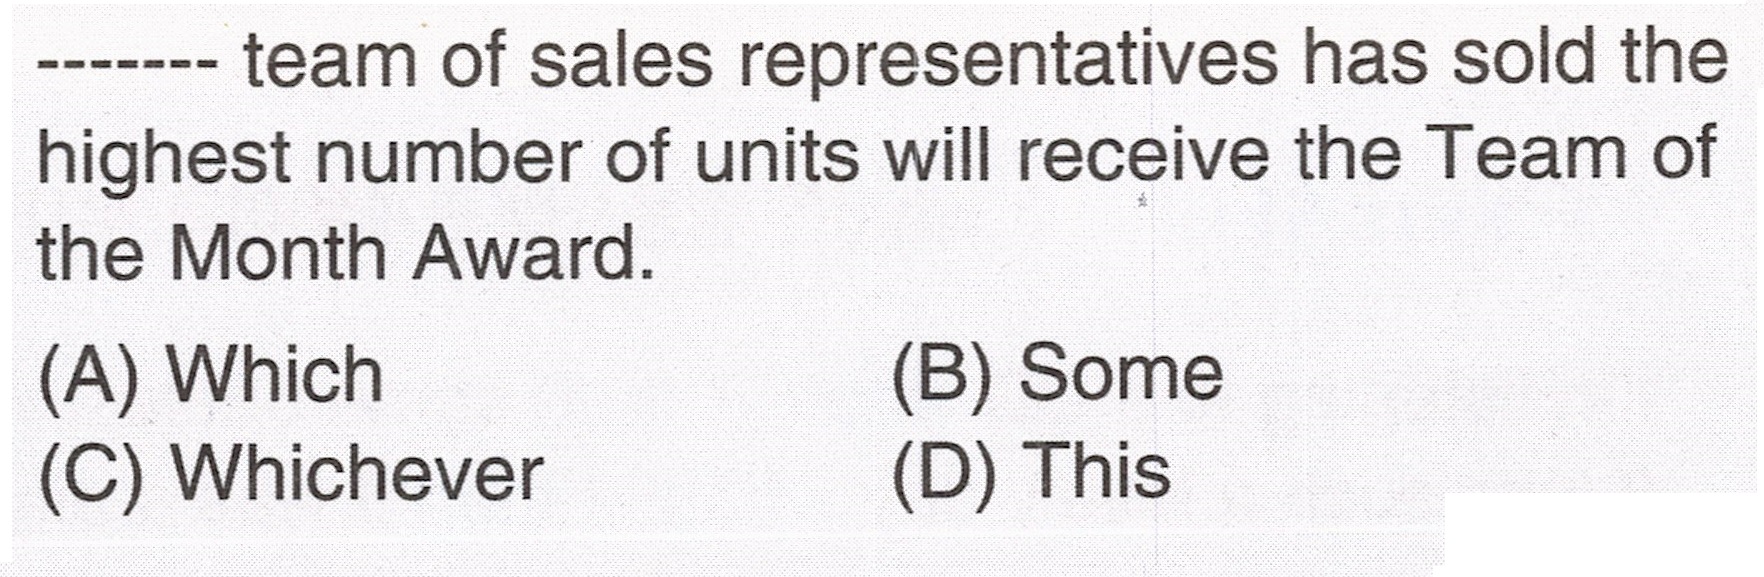 ------- team of sales representatives has sold the
highest number of units will receive the Team of
the Month Award.
(A) Which (B) Some
(C) Whichever (D) This